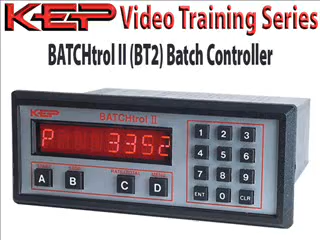 KEP Video Training Series
BATCHtrol II (BT2) Batch Controller
KEP
BATCHtrol II
P 3352
1 2 3
4 5 6
7 8 9
A B C D
ENT 0 CLR